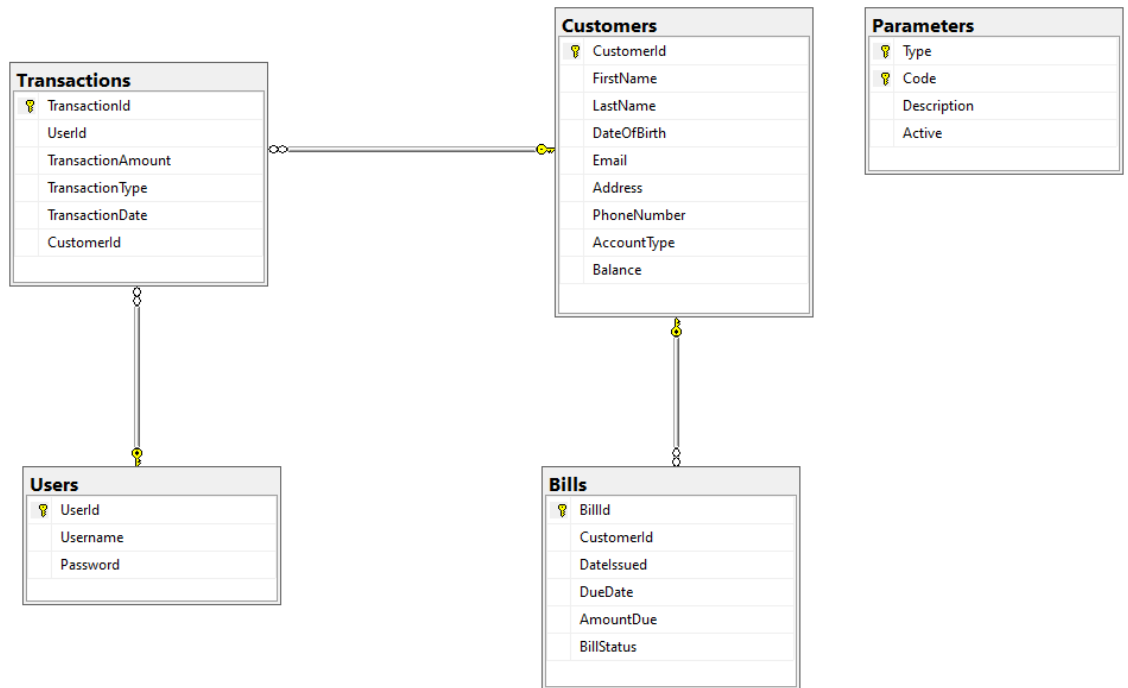 Transactions
TransactionId
UserId
TransactionAmount
TransactionType
TransactionDate
CustomerId
Customers
CustomerId
FirstName
LastName
DateOfBirth
Email
Address
PhoneNumber
AccountType
Balance
Parameters
Type
Code
Description
Active
Users
UserId
Username
Password
Bills
BillId
CustomerId
DateIssued
DueDate
AmountDue
BillStatus